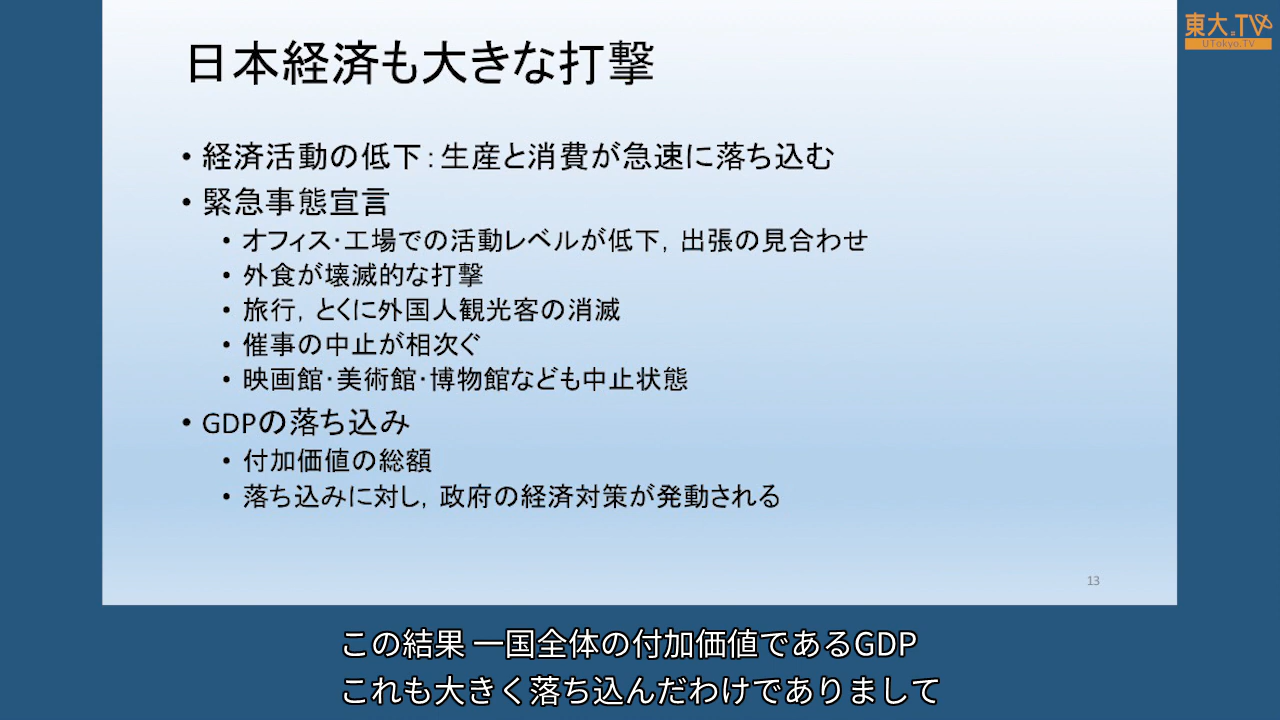 東大.TV
UTokyo.TV
日本経済も大きな打撃
• 経済活動の低下:生産と消費が急速に落ち込む
• 緊急事態宣言
• オフィス・工場での活動レベルが低下，出張の見合わせ
• 外食が壊滅的な打撃
• 旅行，とくに外国人観光客の消滅
• 催事の中止が相次ぐ
• 映画館・美術館・博物館なども中止状態
• GDPの落ち込み
• 付加価値の総額
• 落ち込みに対し，政府の経済対策が発動される
13
この結果 一国全体の付加価値であるGDP
これも大きく落ち込んだわけでありまして